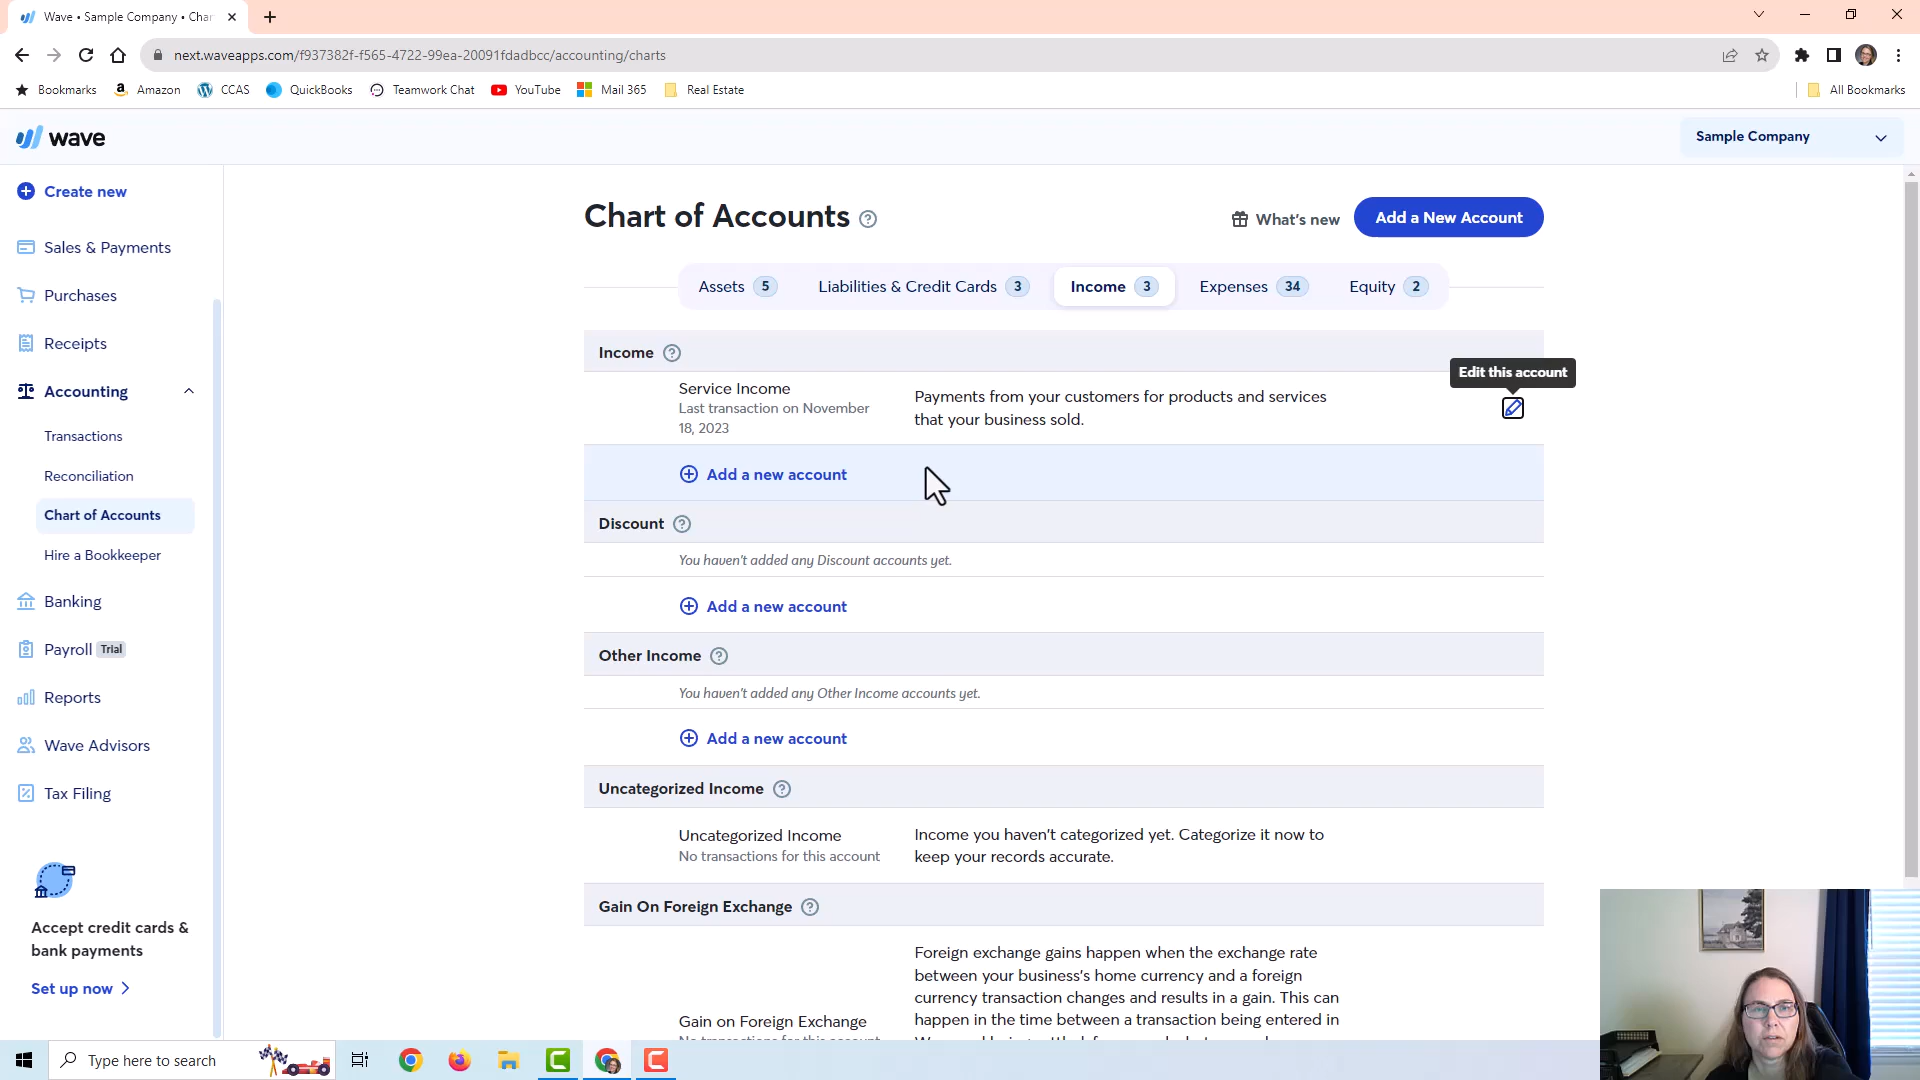 Wave • Sample Company • Char
next.waveapps.com/f937382f-f565-4722-99ea-20091fdadbcc/accounting/charts
Bookmarks
Amazon
CCAS
QuickBooks
Teamwork Chat
YouTube
Mail 365
Real Estate
All Bookmarks
wave
Sample Company
Create new
Sales & Payments
Purchases
Receipts
Accounting
Transactions
Reconciliation
Chart of Accounts
Hire a Bookkeeper
Banking
Payroll Trial
Reports
Wave Advisors
Tax Filing
Accept credit cards &
bank payments
Set up now
Chart of Accounts
What's new
Add a New Account
Assets 5
Liabilities & Credit Cards 3
Income 3
Expenses 34
Equity 2
Income
Edit this account
Service Income
Last transaction on November
18, 2023
Payments from your customers for products and services
that your business sold.
Add a new account
Discount
You haven't added any Discount accounts yet.
Add a new account
Other Income
You haven't added any Other Income accounts yet.
Add a new account
Uncategorized Income
Uncategorized Income
No transactions for this account
Income you haven't categorized yet. Categorize it now to
keep your records accurate.
Gain On Foreign Exchange
Gain on Foreign Exchange
Foreign exchange gains happen when the exchange rate
between your business's home currency and a foreign
currency transaction changes and results in a gain. This can
happen in the time between a transaction being entered in
Type here to search